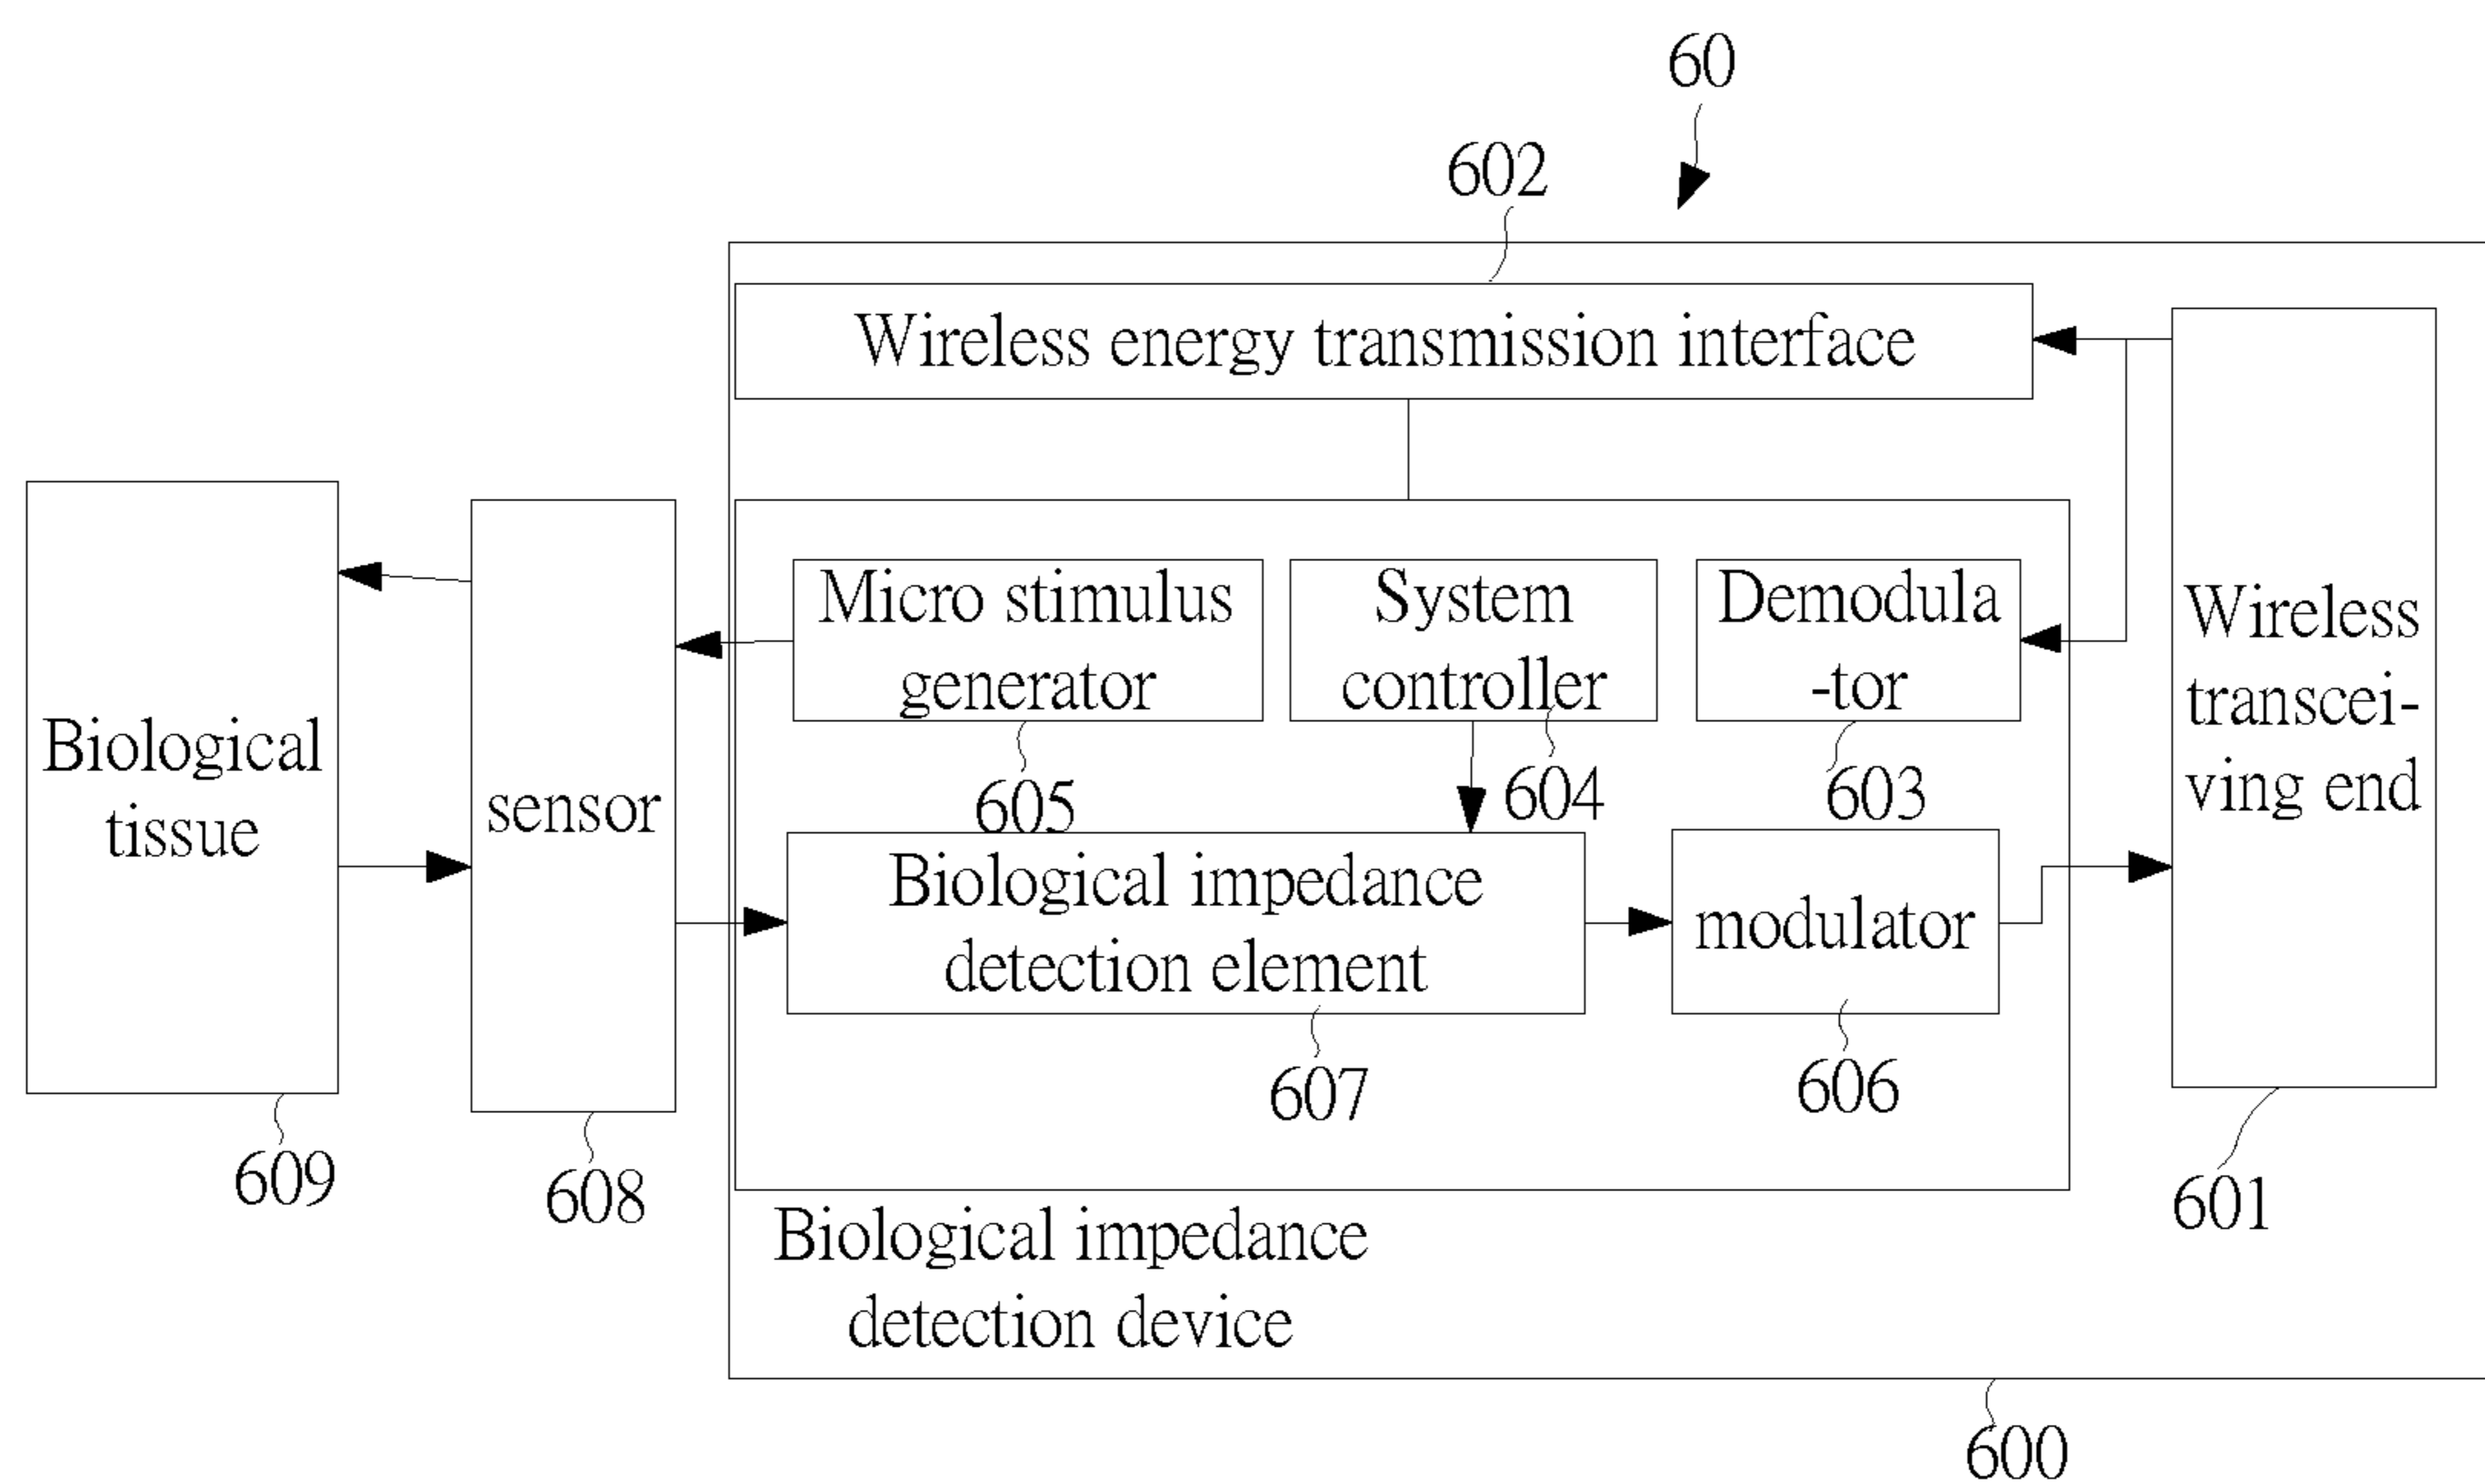 60
602
Wireless energy transmission interface
Micro stimulus
generator
System
controller
Demodula
-tor
Wireless
transcei-
ving end
Biological
tissue
sensor
605
604
603
Biological impedance
detection element
modulator
607
606
609
608
601
Biological impedance
detection device
600